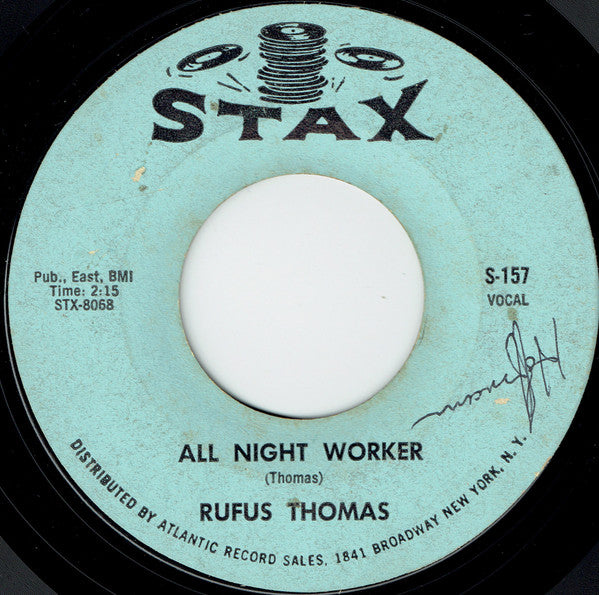 STAX
Pub., East, BMI
Time: 2:15
STX-8068
S-157
VOCAL
ALL NIGHT WORKER
(Thomas)
RUFUS THOMAS
DISTRIBUTED BY ATLANTIC RECORD SALES, 1841 BROADWAY NEW YORK, N. Y.